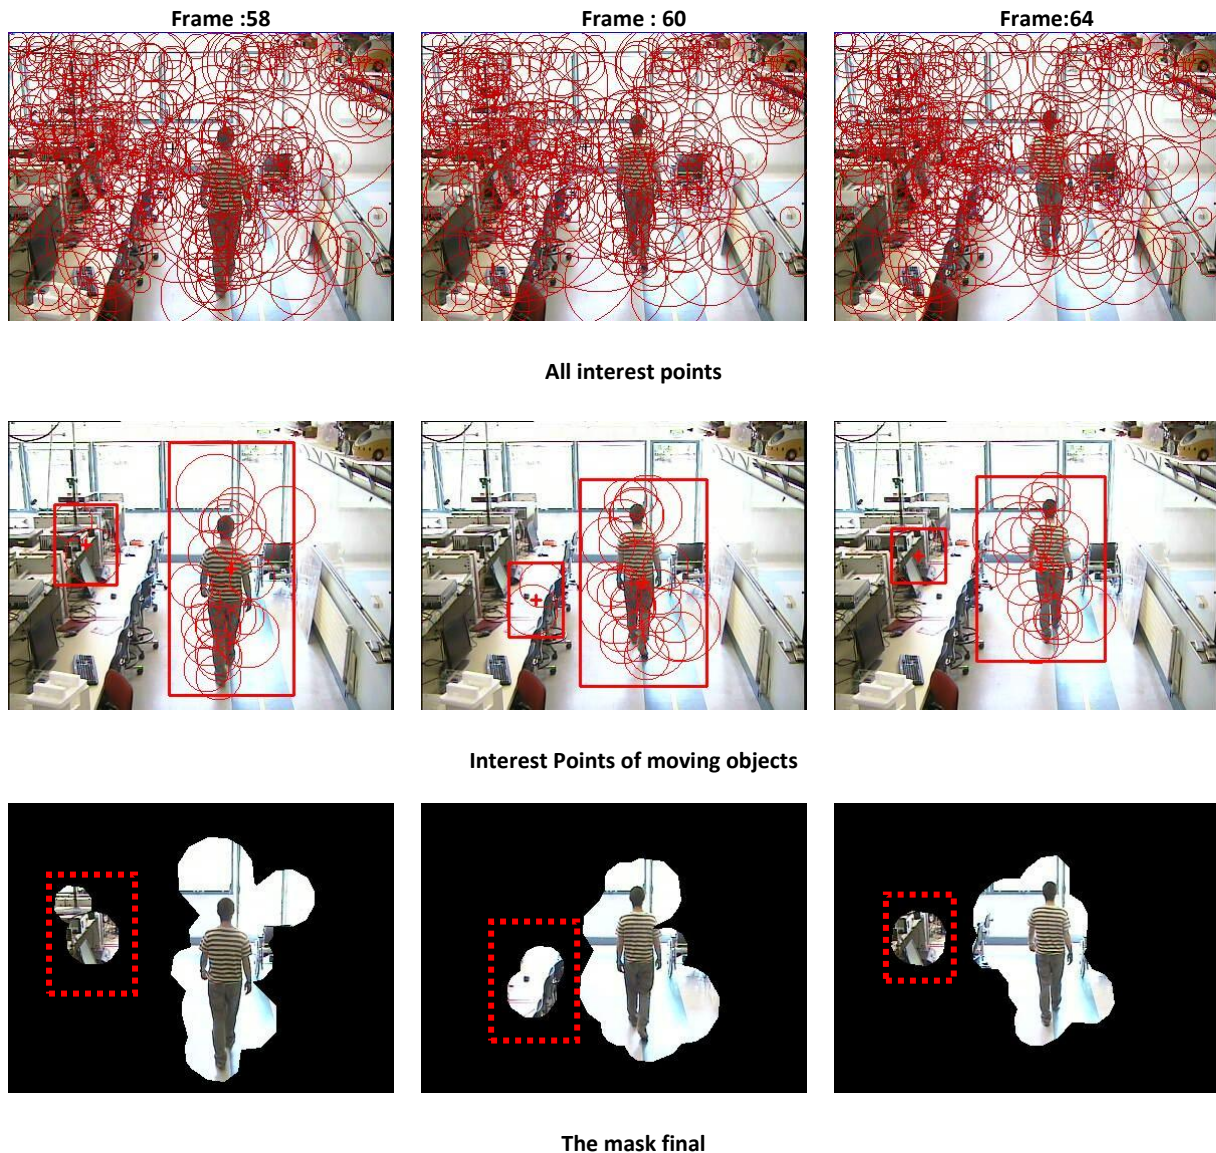 Frame :58
Frame : 60
Frame:64
All interest points
Interest Points of moving objects
The mask final